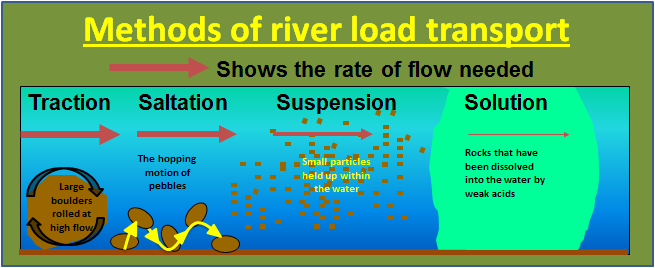 Methods of river load transport
Shows the rate of flow needed
Traction
Saltation
Suspension
Solution
Large
boulders
rolled at
high flow
The hopping
motion of
pebbles
Small particles
held up within
the water
Rocks that have
been dissolved
into the water by
weak acids